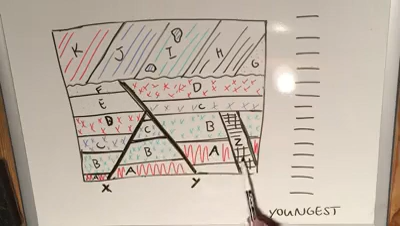 K J I H G
F D
E C
D C B
C B A Z
B A
A
X Y
YOUNGEST